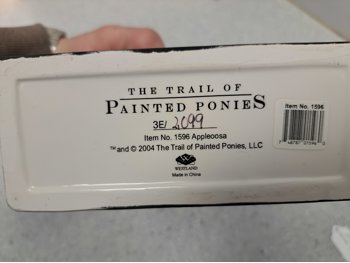 THE TRAIL OF
PAINTED PONIES
3E/ 2099
Item No. 1596 Appleoosa
™and © 2004 The Trail of Painted Ponies, LLC
WESTLAND
Made in China
Item No. 1596